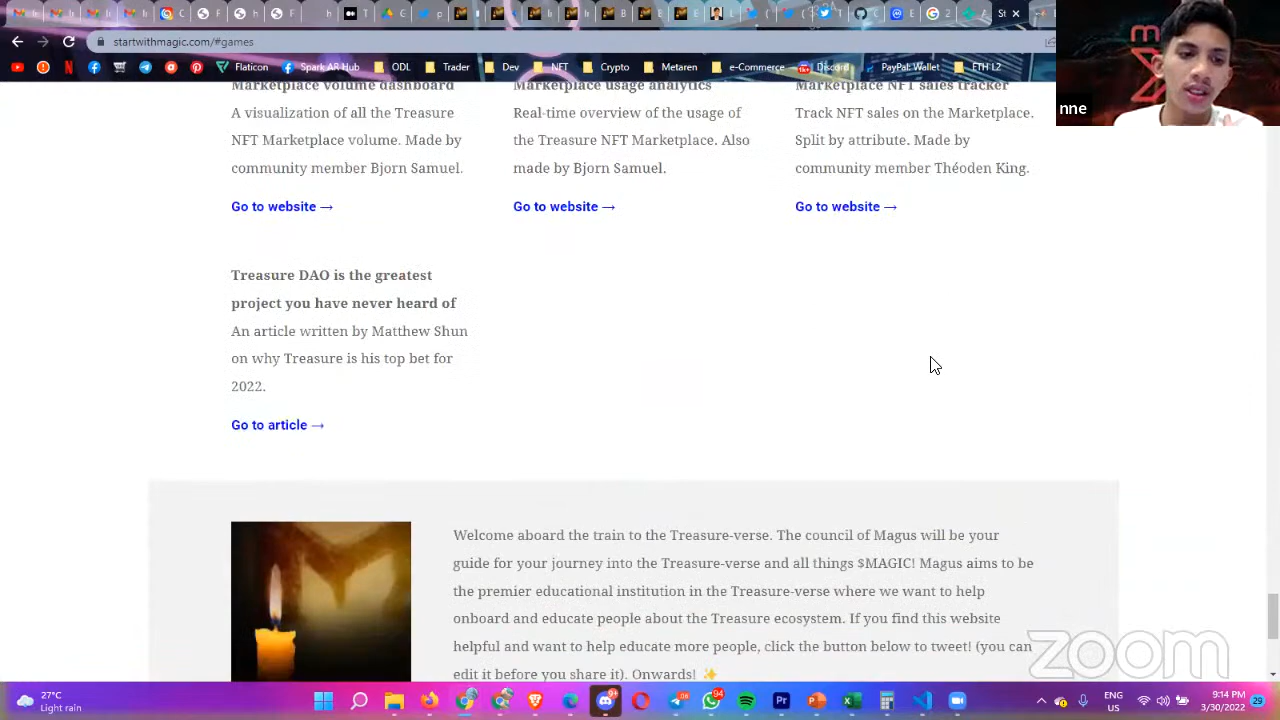 startwithmagic.com/#games
Flaticon
Spark AR Hub
ODL
Trader
Dev
NFT
Crypto
Metaren
e-Commerce
Discord
PayPal: Wallet
ETH L2
nne
Marketplace volume dashboard
A visualization of all the Treasure
NFT Marketplace volume. Made by
community member Bjorn Samuel.
Go to website →
Marketplace usage analytics
Real-time overview of the usage of
the Treasure NFT Marketplace. Also
made by Bjorn Samuel.
Go to website →
Marketplace NFT sales tracker
Track NFT sales on the Marketplace.
Split by attribute. Made by
community member Théoden King.
Go to website →
Treasure DAO is the greatest
project you have never heard of
An article written by Matthew Shun
on why Treasure is his top bet for
2022.
Go to article →
Welcome aboard the train to the Treasure-verse. The council of Magus will be your
guide for your journey into the Treasure-verse and all things $MAGIC! Magus aims to be
the premier educational institution in the Treasure-verse where we want to help
onboard and educate people about the Treasure ecosystem. If you find this website
helpful and want to help educate more people, click the button below to tweet! (you can
edit it before you share it). Onwards! ✨
zoom
27°C
Light rain
94
ENG
US
9:14 PM
3/30/2022
29